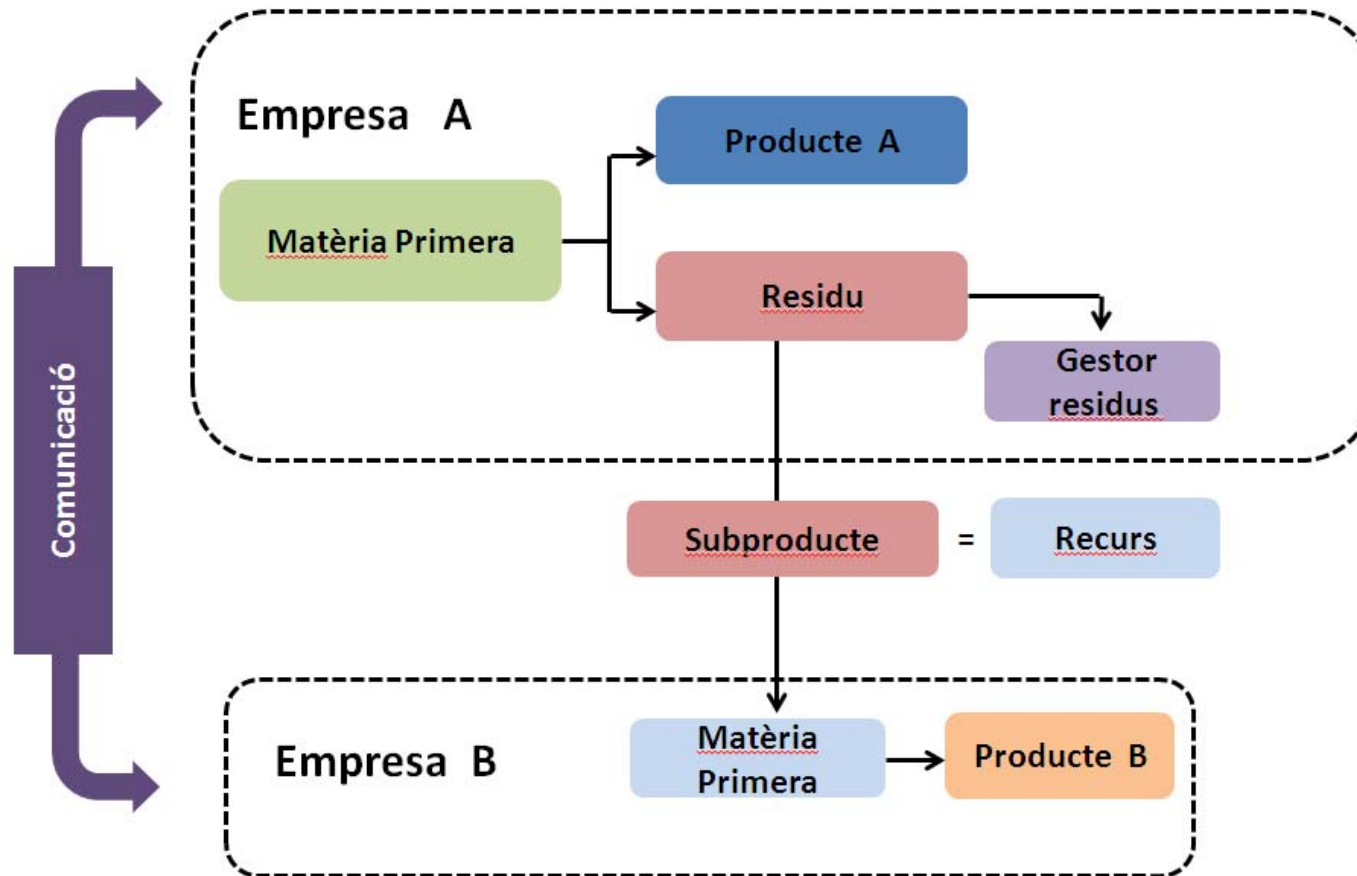 Empresa A
Producte A
Matèria Primera
Residu
Gestor
residus
Comunicació
Subproducte
=
Recurs
Empresa B
Matèria
Primera
Producte B